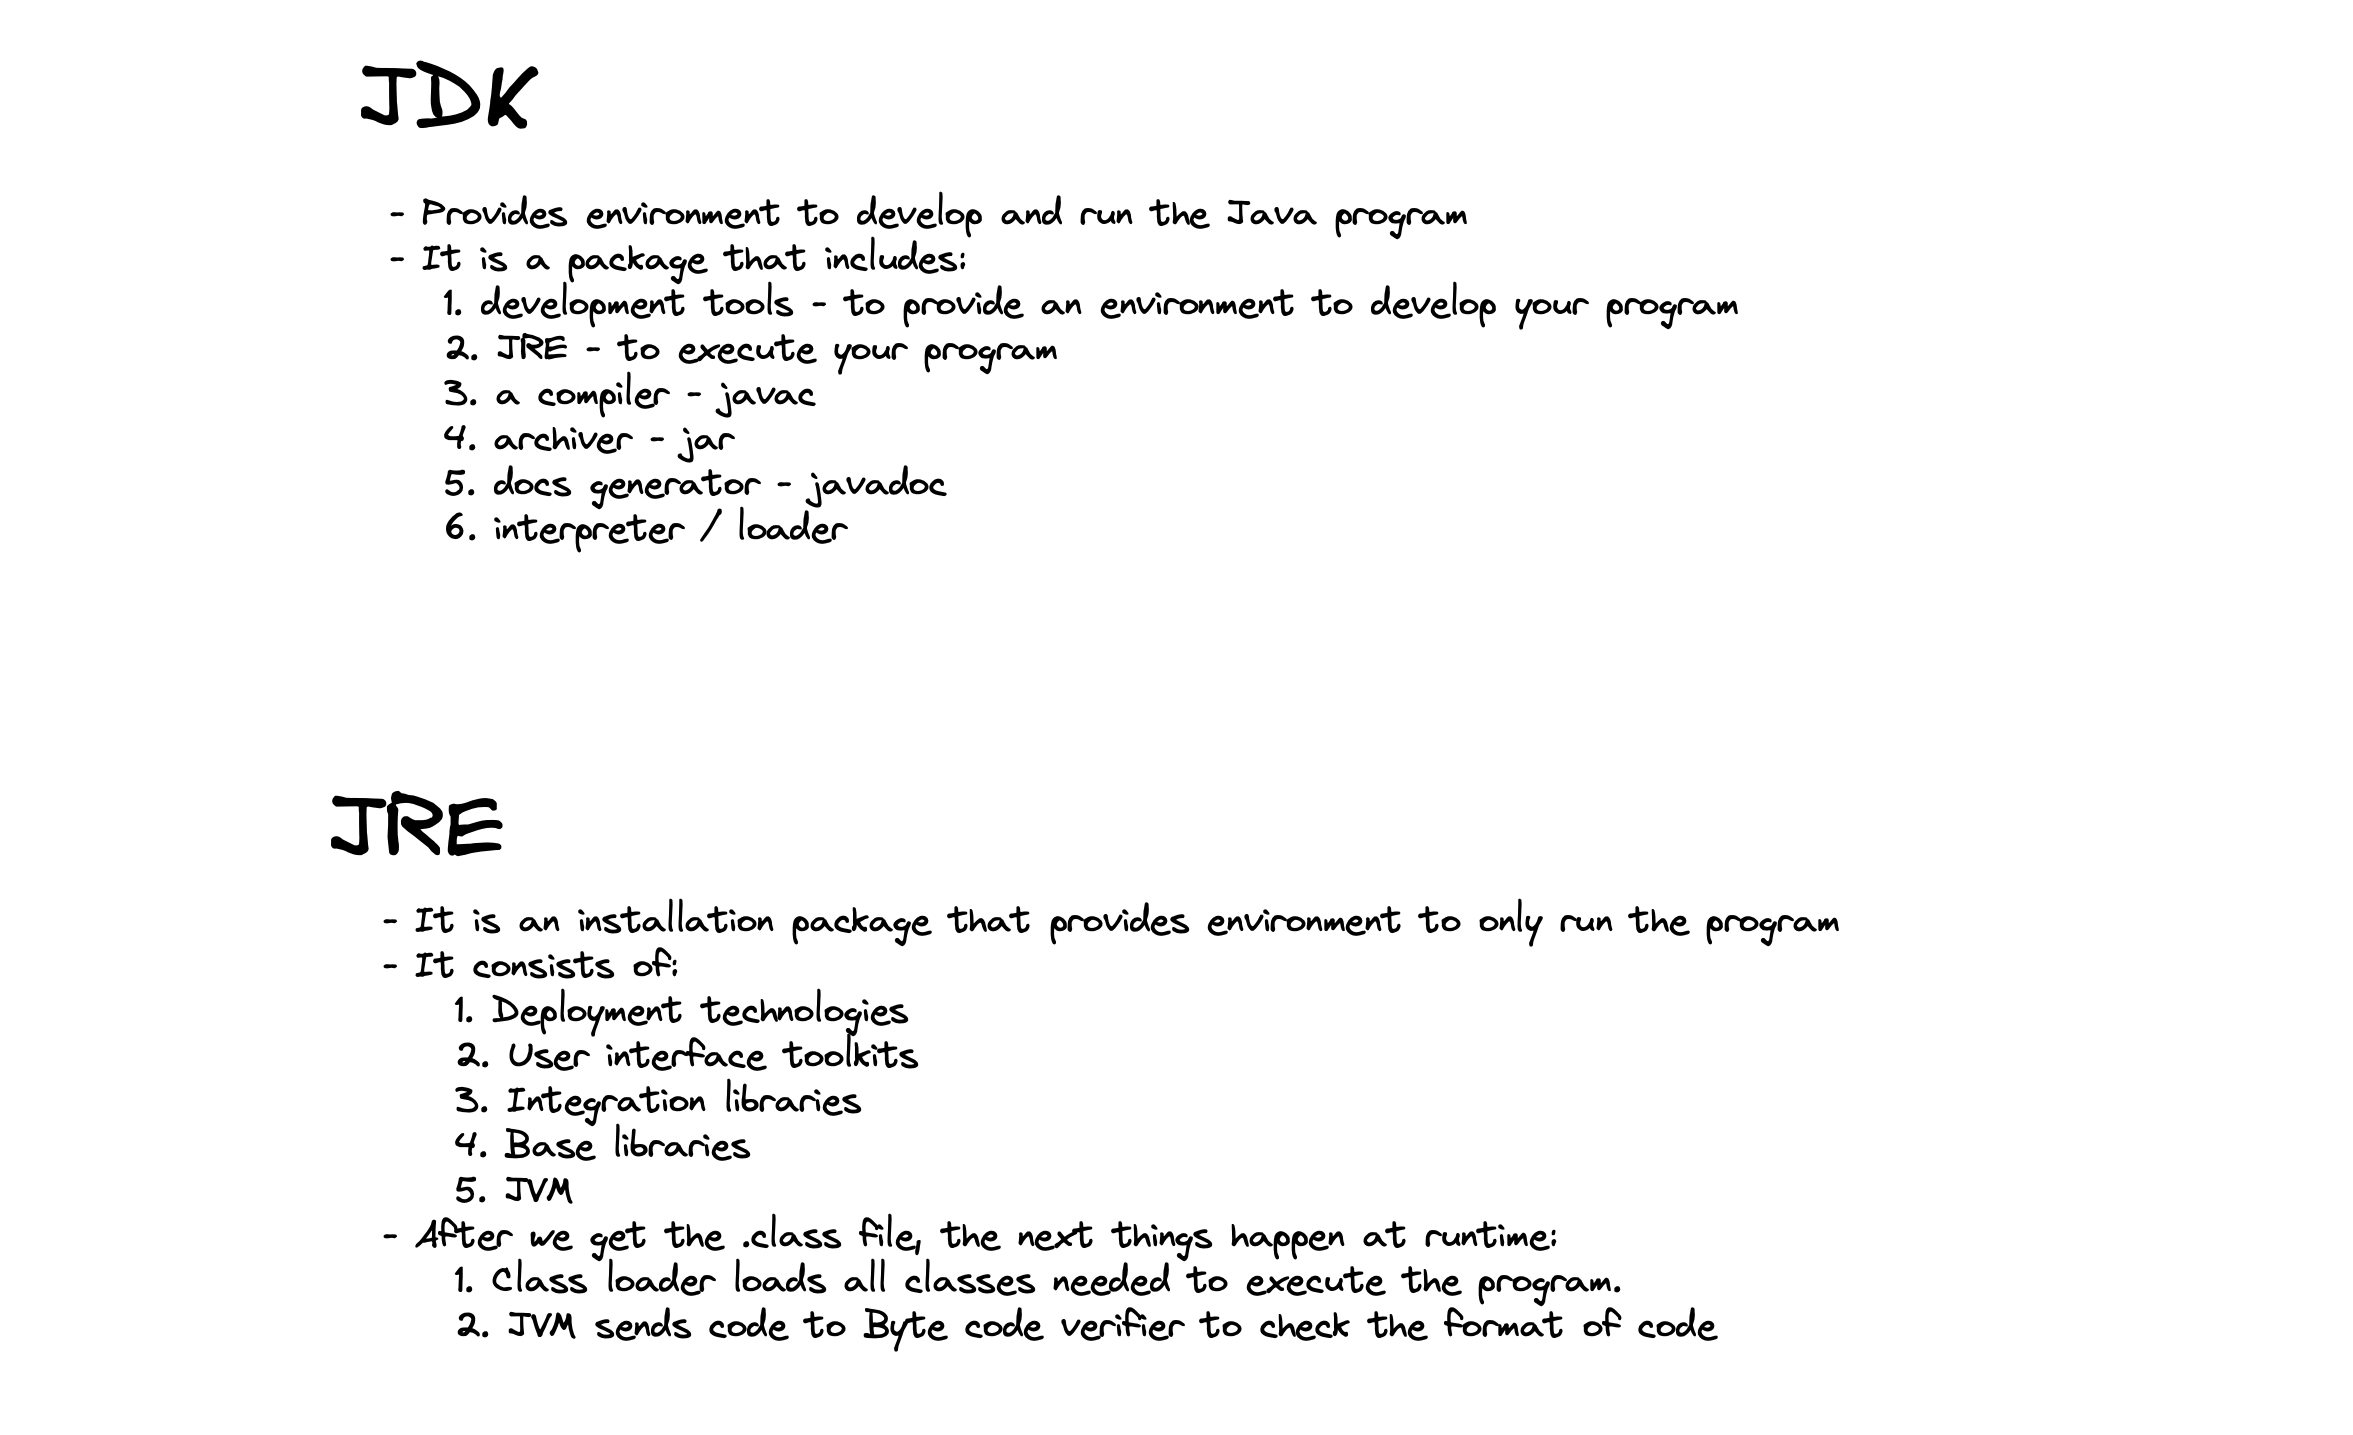 JDK
- Provides environment to develop and run the Java program
- It is a package that includes:
1. development tools - to provide an environment to develop your program
2. JRE - to execute your program
3. a compiler - javac
4. archiver - jar
5. docs generator - javadoc
6. interpreter / loader
JRE
- It is an installation package that provides environment to only run the program
- It consists of:
1. Deployment technologies
2. User interface toolkits
3. Integration libraries
4. Base libraries
5. JVM
- After we get the .class file, the next things happen at runtime:
1. Class loader loads all classes needed to execute the program.
2. JVM sends code to Byte code verifier to check the format of code